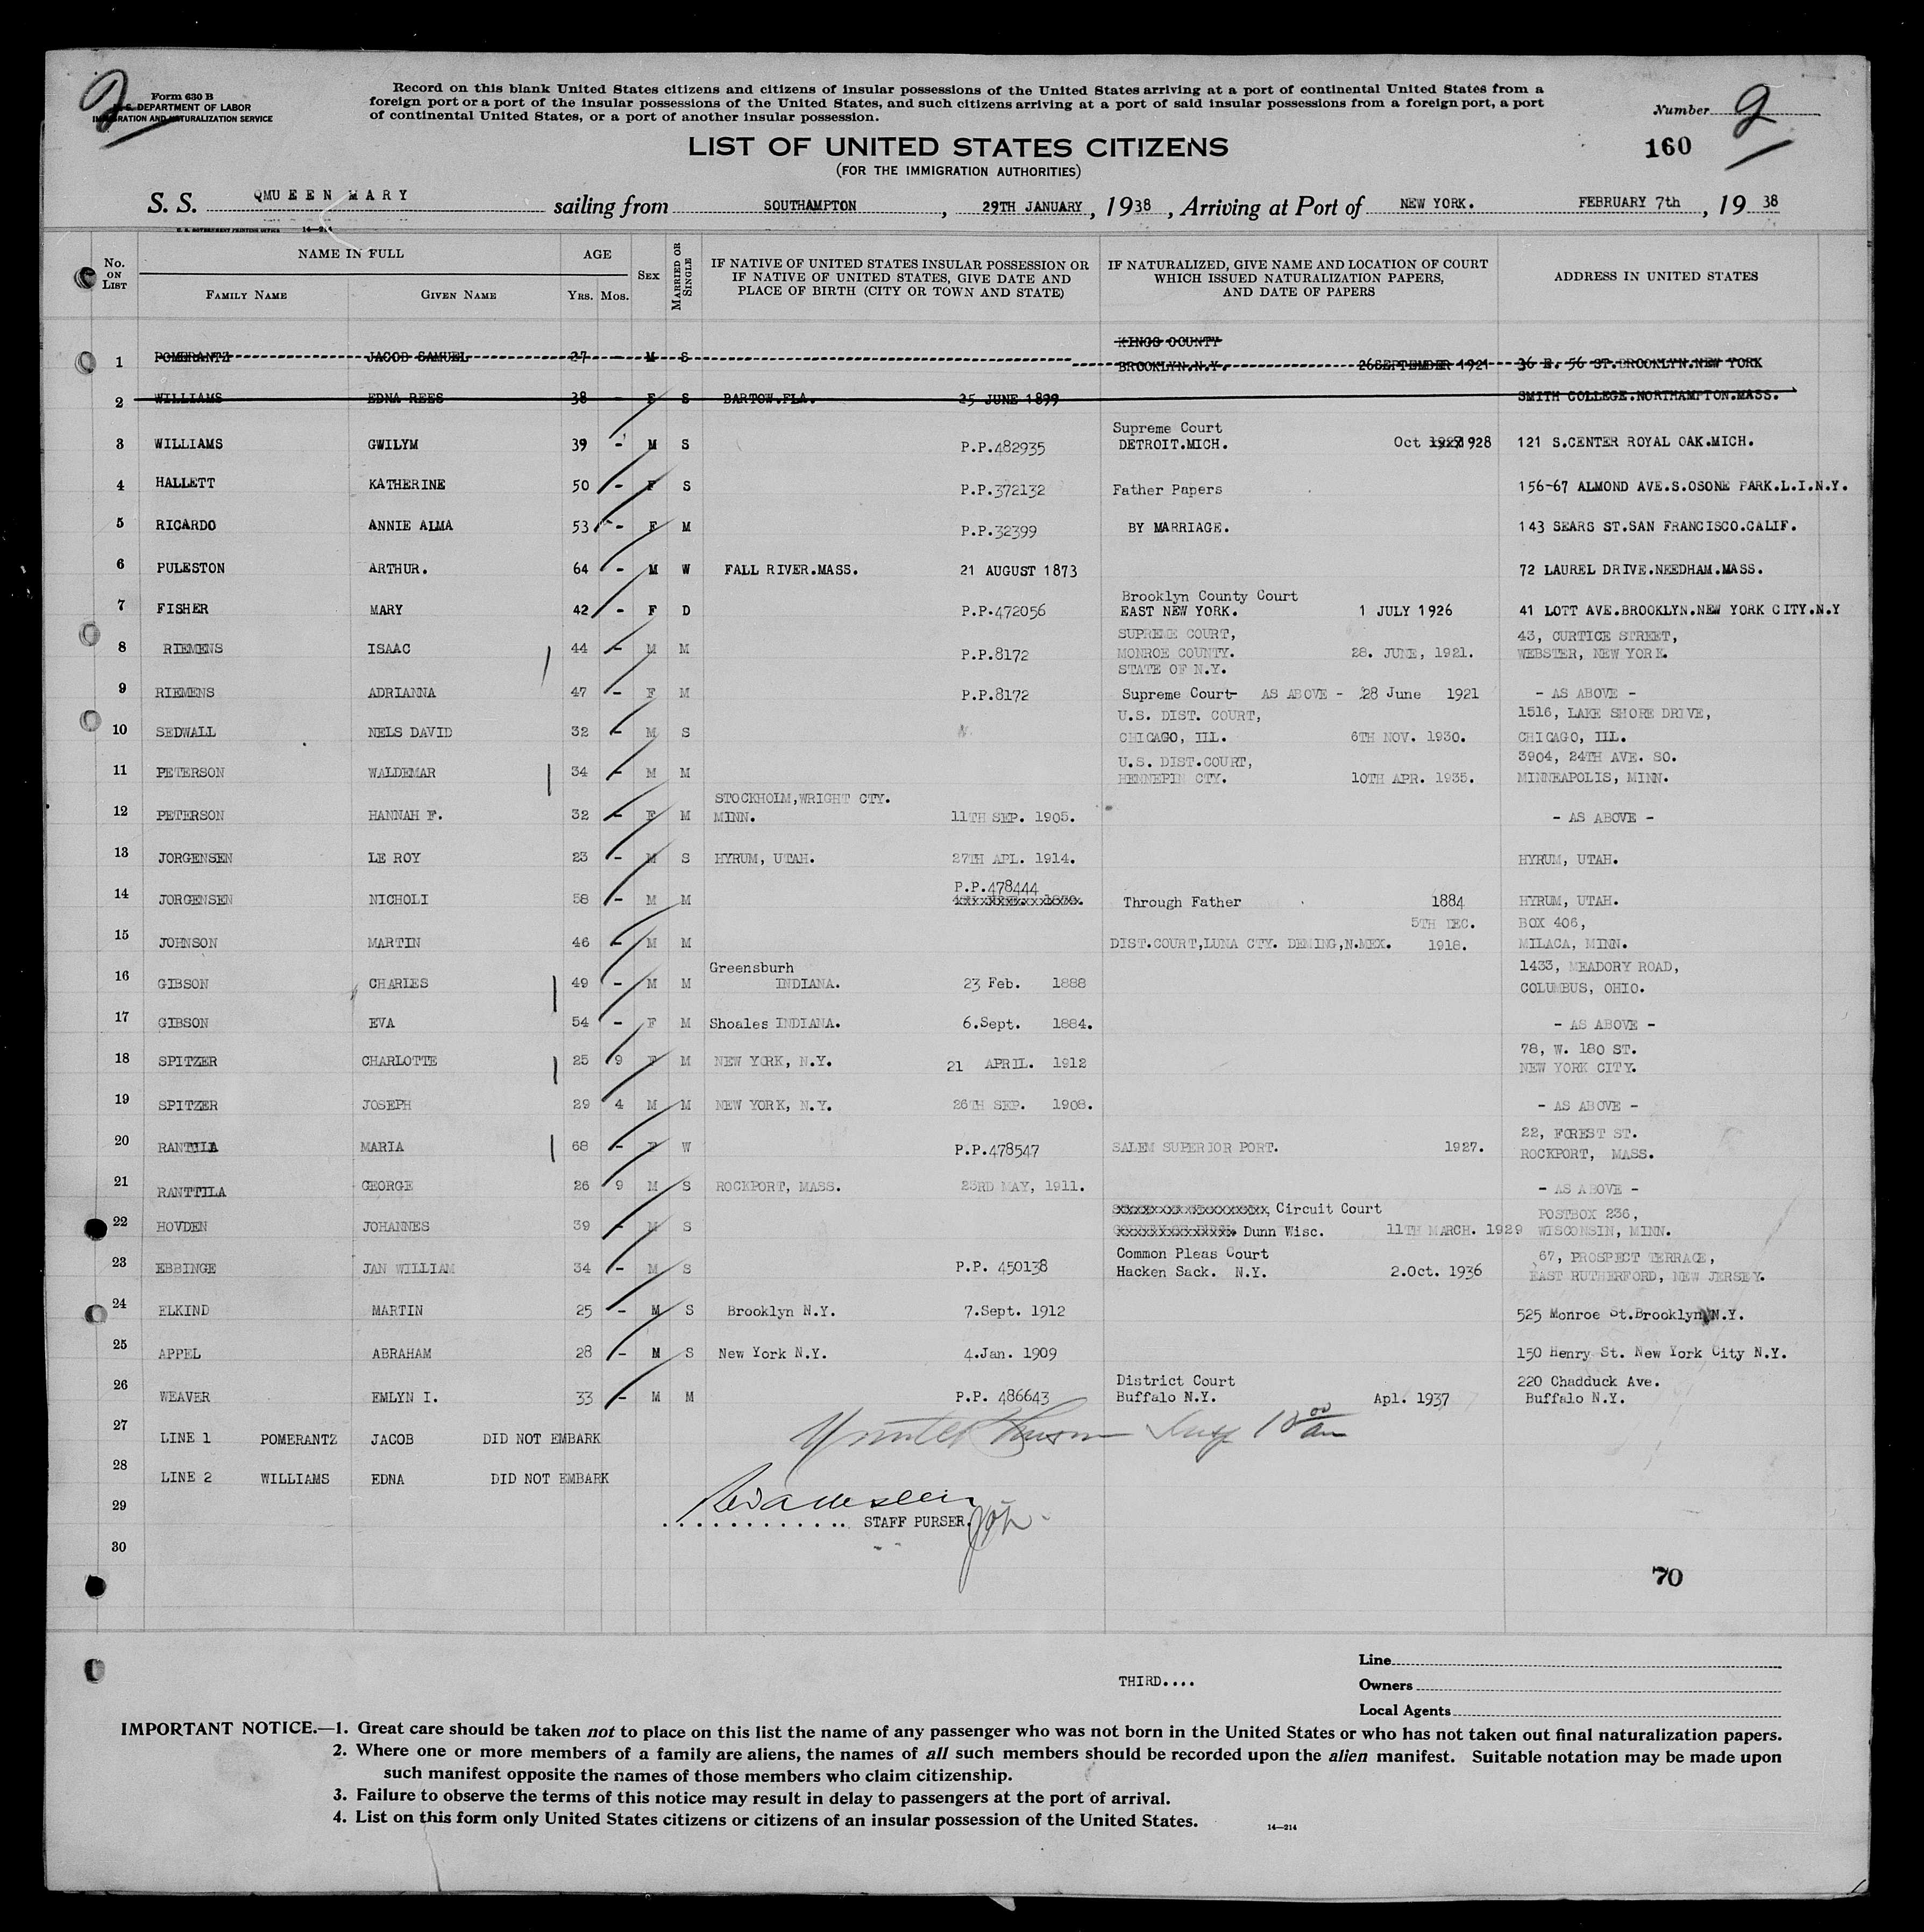 2
Form 630 B
U. S. DEPARTMENT OF LABOR
IMMIGRATION AND NATURALIZATION SERVICE
Record on this blank United States citizens and citizens of insular possessions of the United States arriving at a port of continental United States from a
foreign port or a port of the insular possessions of the United States, and such citizens arriving at a port of said insular possessions from a foreign port, a port
of continental United States, or a port of another insular possession.
Number 2
160
LIST OF UNITED STATES CITIZENS
(FOR THE IMMIGRATION AUTHORITIES)
S. S. QMUEEN MARY sailing from SOUTHAMPTON, 29TH JANUARY, 1938, Arriving at Port of NEW YORK. FEBRUARY 7th, 19 38
U. S. GOVERNMENT PRINTING OFFICE 14—214
No. ON LIST NAME IN FULL AGE SEX MARRIED OR SINGLE IF NATIVE OF UNITED STATES INSULAR POSSESSION OR IF NATIVE OF UNITED STATES, GIVE DATE AND PLACE OF BIRTH (CITY OR TOWN AND STATE) IF NATURALIZED, GIVE NAME AND LOCATION OF COURT WHICH ISSUED NATURALIZATION PAPERS, AND DATE OF PAPERS ADDRESS IN UNITED STATES
FAMILY NAME GIVEN NAME YRS. MOS.
KINGS COUNTY
1 POMERANTZ JACOB SAMUEL 27 - M S BROOKLYN.N.Y. 26SEPTEMBER 1921 36 E. 56 ST.BROOKLYN.NEW YORK
2 WILLIAMS EDNA REES 38 - F S BARTOW.FLA. 25 JUNE 1899 SMITH COLLEGE.NORTHAMPTON.MASS.
Supreme Court
3 WILLIAMS GWILYM 39 - M S P.P.482935 DETROIT.MICH. Oct 1928 121 S.CENTER ROYAL OAK.MICH.
4 HALLETT KATHERINE 50 - F S P.P.372132 Father Papers 156-67 ALMOND AVE.S.OSONE PARK.L.I.N.Y.
5 RICARDO ANNIE ALMA 53 - F M P.P.32399 BY MARRIAGE. 143 SEARS ST.SAN FRANCISCO.CALIF.
6 PULESTON ARTHUR. 64 - M W FALL RIVER.MASS. 21 AUGUST 1873 72 LAUREL DRIVE.NEEDHAM.MASS.
Brooklyn County Court
7 FISHER MARY 42 - F D P.P.472056 EAST NEW YORK. 1 JULY 1926 41 LOTT AVE.BROOKLYN.NEW YORK CITY.N.Y
SUPREME COURT, 43, CURTICE STREET,
8 RIEMENS ISAAC 44 - M M P.P.8172 MONROE COUNTY. 28. JUNE, 1921. WEBSTER, NEW YORK.
STATE OF N.Y.
9 RIEMENS ADRIANNA 47 - F M P.P.8172 Supreme Court- AS ABOVE - 28 June 1921 - AS ABOVE -
U.S. DIST. COURT, 1516, LAKE SHORE DRIVE,
10 SEDWALL NELS DAVID 32 - M S CHICAGO, ILL. 6TH NOV. 1930. CHICAGO, ILL.
U.S. DIST.COURT, 3904, 24TH AVE. SO.
11 PETERSON WALDEMAR 34 - M M HENNEPIN CTY. 10TH APR. 1935. MINNEAPOLIS, MINN.
STOCKHOLM,WRIGHT CTY.
12 PETERSON HANNAH F. 32 - F M MINN. 11TH SEP. 1905. - AS ABOVE -
13 JORGENSEN LE ROY 23 - M S HYRUM, UTAH. 27TH APL. 1914. HYRUM, UTAH.
P.P.478444
14 JORGENSEN NICHOLI 58 - M M Through Father 1884 HYRUM, UTAH.
5TH DEC. BOX 406,
15 JOHNSON MARTIN 46 - M M DIST.COURT,LUNA CTY. DEMING,N.MEX. 1918. MILACA, MINN.
Greensburh 1433, MEADORY ROAD,
16 GIBSON CHARLES 49 - M M INDIANA. 23 Feb. 1888 COLUMBUS, OHIO.
17 GIBSON EVA 54 - F M Shoales INDIANA. 6.Sept. 1884. - AS ABOVE -
78, W. 180 ST.
18 SPITZER CHARLOTTE 25 9 F M NEW YORK, N.Y. 21 APRIL. 1912 NEW YORK CITY.
19 SPITZER JOSEPH 29 4 M M NEW YORK, N.Y. 26TH SEP. 1908. - AS ABOVE -
22, FOREST ST.
20 RANTTILA MARIA 68 - F W P.P.478547 SALEM SUPERIOR PORT. 1927. ROCKPORT, MASS.
21 RANTTILA GEORGE 26 9 M S ROCKPORT, MASS. 23RD MAY, 1911. - AS ABOVE -
Circuit Court POSTBOX 236,
22 HOVDEN JOHANNES 39 - M S Dunn Wisc. 11TH MARCH. 1929 WISCONSIN, MINN.
Common Pleas Court 67, PROSPECT TERRACE,
23 EBBINGE JAN WILLIAM 34 - M S P.P. 450138 Hacken Sack. N.Y. 2.Oct. 1936 EAST RUTHERFORD, NEW JERSEY.
24 ELKIND MARTIN 25 - M S Brooklyn N.Y. 7.Sept. 1912 525 Monroe St.Brooklyn N.Y.
25 APPEL ABRAHAM 28 - M S New York N.Y. 4.Jan. 1909 150 Henry St. New York City N.Y.
District Court 220 Chadduck Ave.
26 WEAVER EMLYN I. 33 - M M P.P. 486643 Buffalo N.Y. Apl. 1937 Buffalo N.Y.
27 LINE 1 POMERANTZ JACOB DID NOT EMBARK
28 LINE 2 WILLIAMS EDNA DID NOT EMBARK
29 ............ STAFF PURSER.
30
70
THIRD....
Line
Owners
Local Agents
IMPORTANT NOTICE.—1. Great care should be taken not to place on this list the name of any passenger who was not born in the United States or who has not taken out final naturalization papers.
2. Where one or more members of a family are aliens, the names of all such members should be recorded upon the alien manifest. Suitable notation may be made upon
such manifest opposite the names of those members who claim citizenship.
3. Failure to observe the terms of this notice may result in delay to passengers at the port of arrival.
4. List on this form only United States citizens or citizens of an insular possession of the United States.
14—214